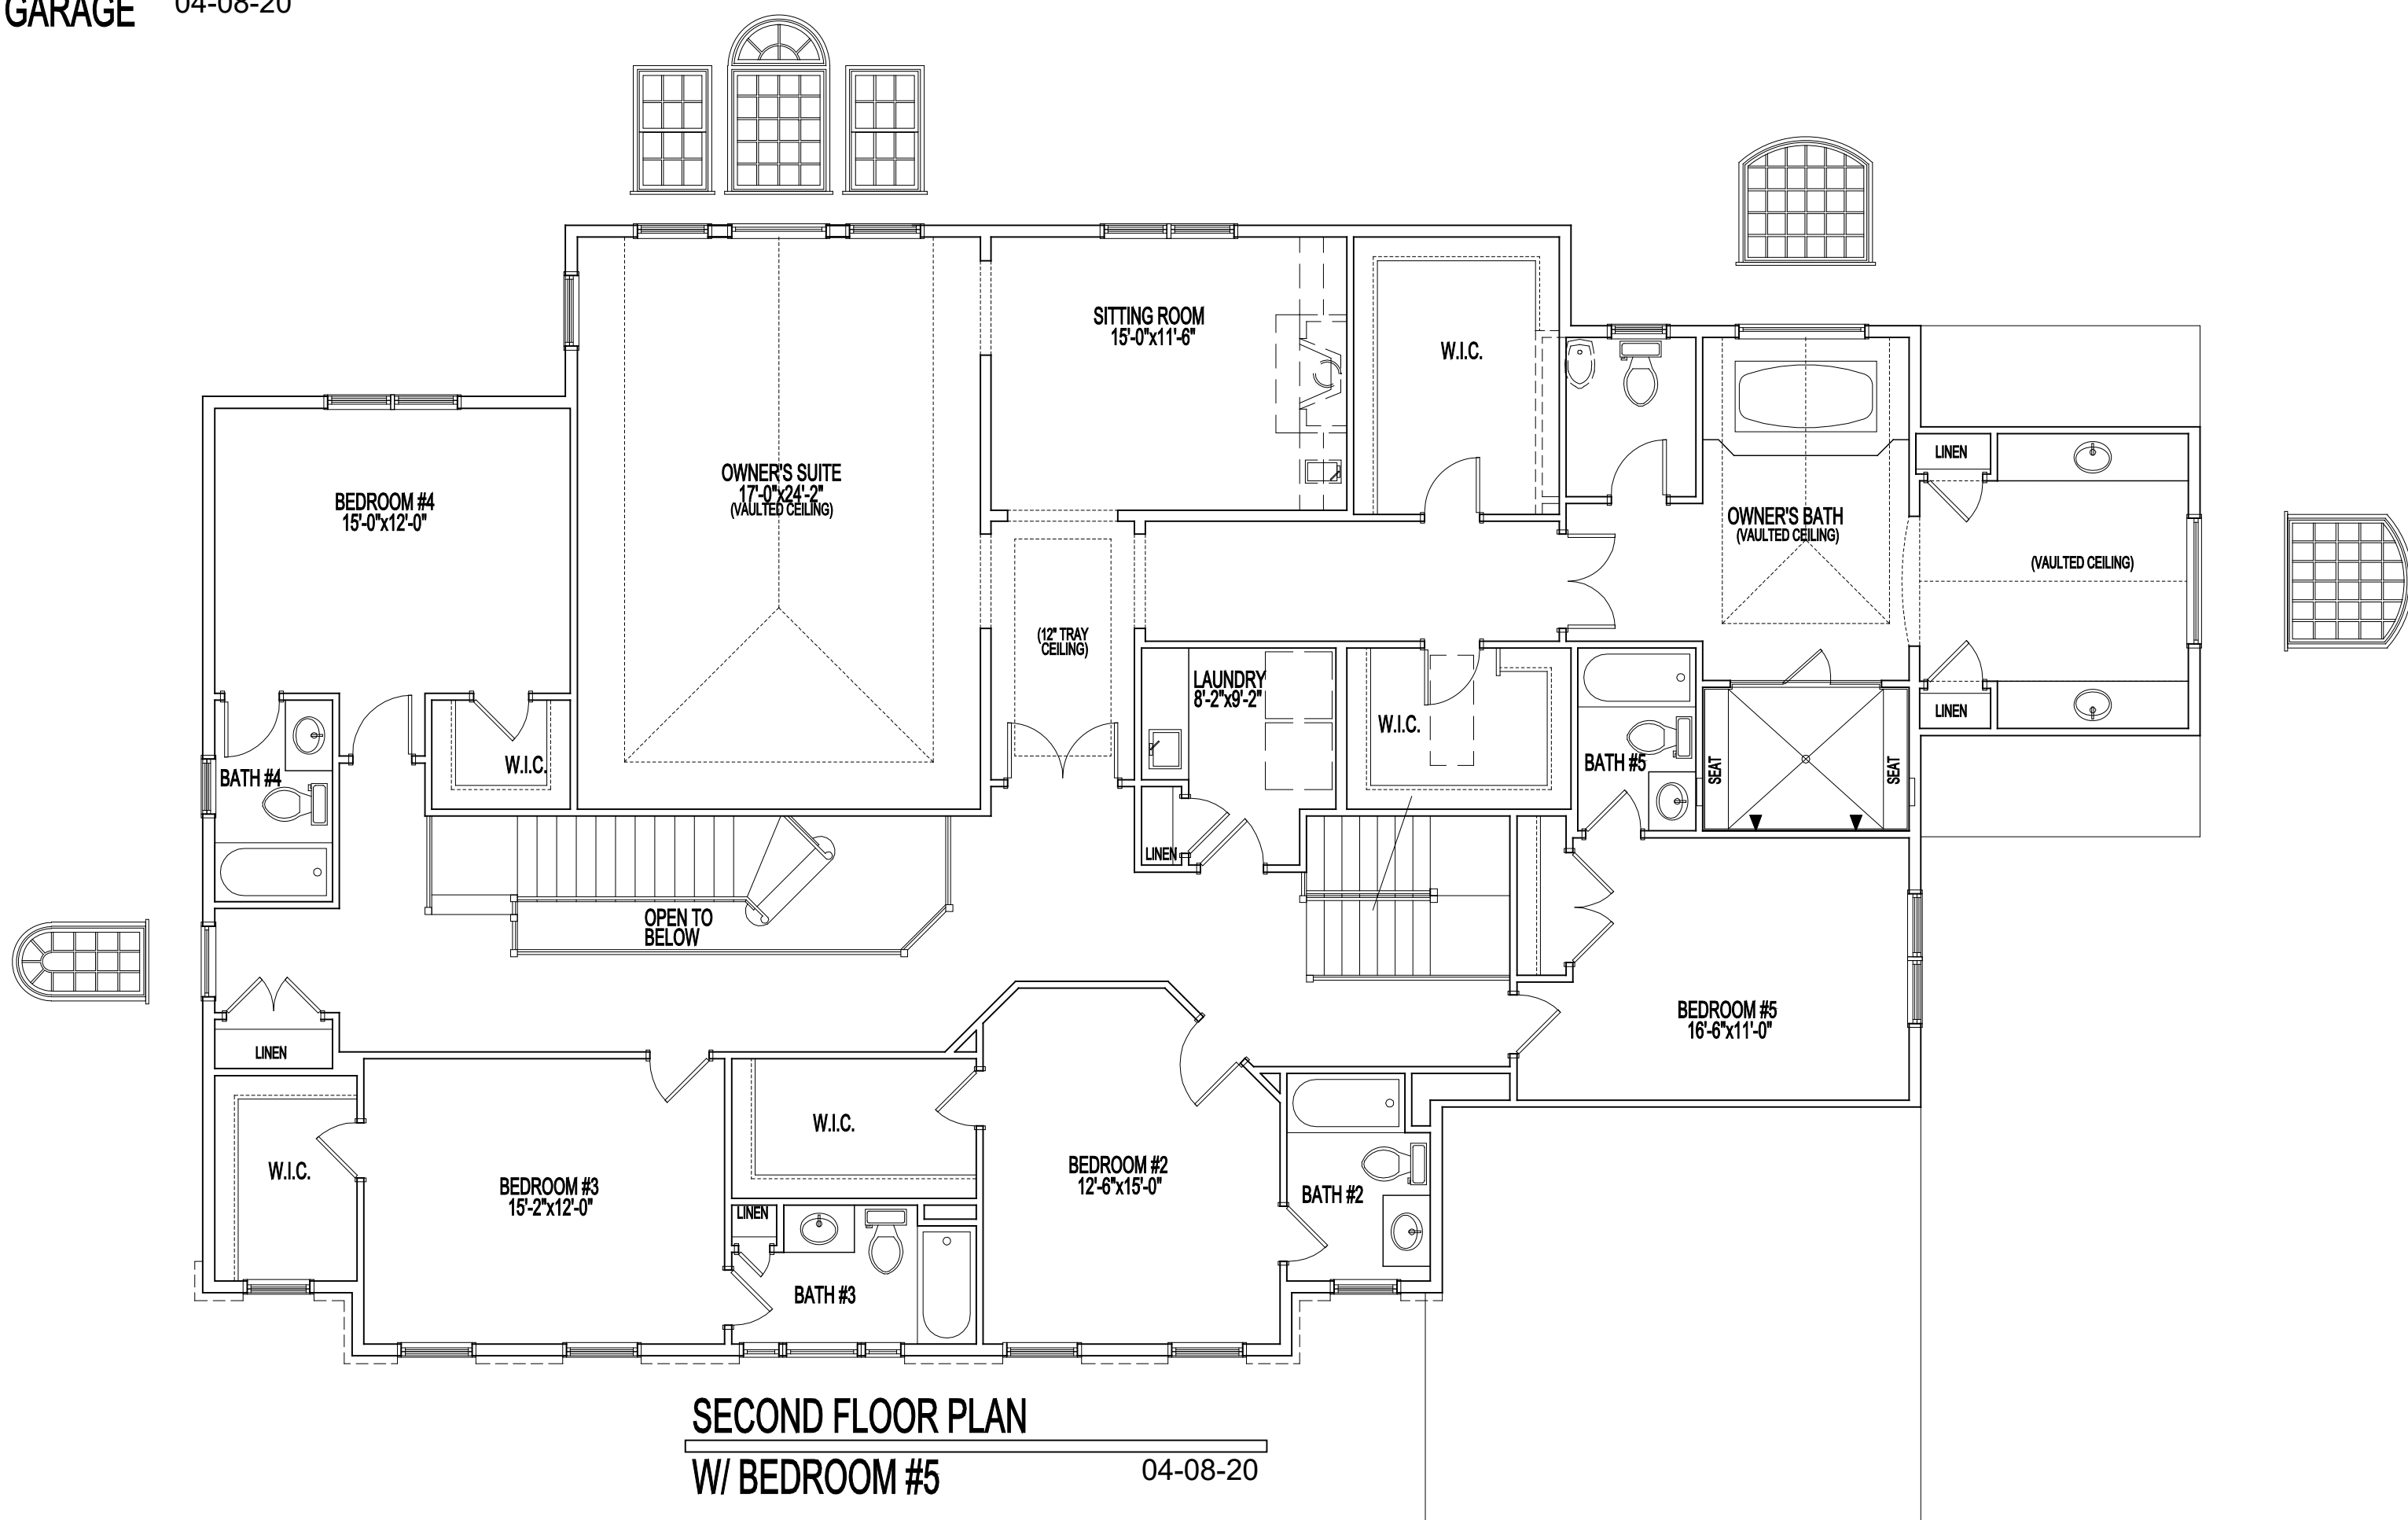 GARAGE 04-08-20
SITTING ROOM
15'-0"x11'-6"
W.I.C.
OWNER'S SUITE
17'-0"x24'-2"
(VAULTED CEILING)
BEDROOM #4
15'-0"x12'-0"
LINEN
OWNER'S BATH
(VAULTED CEILING)
(VAULTED CEILING)
(12" TRAY
CEILING)
LAUNDRY
8'-2"x9'-2"
W.I.C.
LINEN
BATH #4
W.I.C.
BATH #5
SEAT
SEAT
LINEN
OPEN TO
BELOW
BEDROOM #5
16'-6"x11'-0"
LINEN
W.I.C.
W.I.C.
BEDROOM #3
15'-2"x12'-0"
BEDROOM #2
12'-6"x15'-0"
BATH #2
LINEN
BATH #3
SECOND FLOOR PLAN
W/ BEDROOM #5 04-08-20